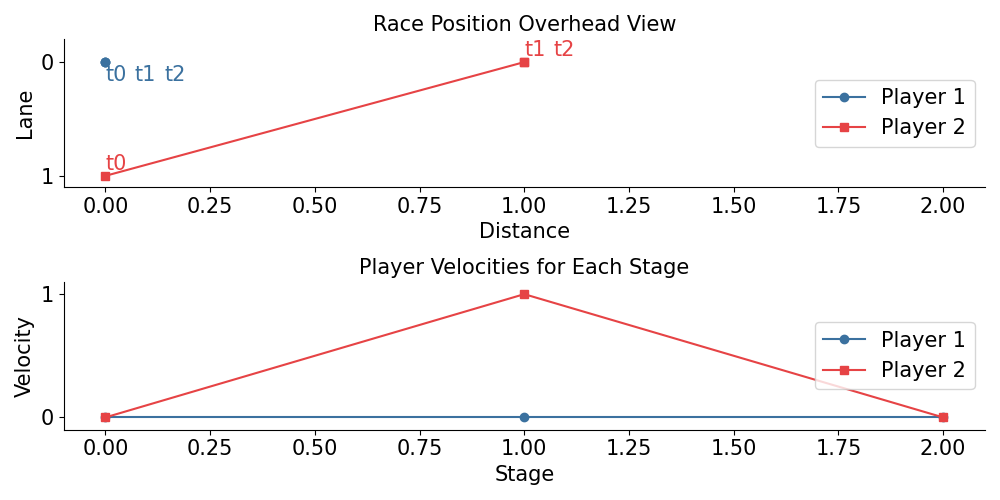 Race Position Overhead View
t1 t2
0
t0 t1 t2
Lane
Player 1
Player 2
t0
1
0.00 0.25 0.50 0.75 1.00 1.25 1.50 1.75 2.00
Distance
Player Velocities for Each Stage
1
Velocity
Player 1
Player 2
0
0.00 0.25 0.50 0.75 1.00 1.25 1.50 1.75 2.00
Stage